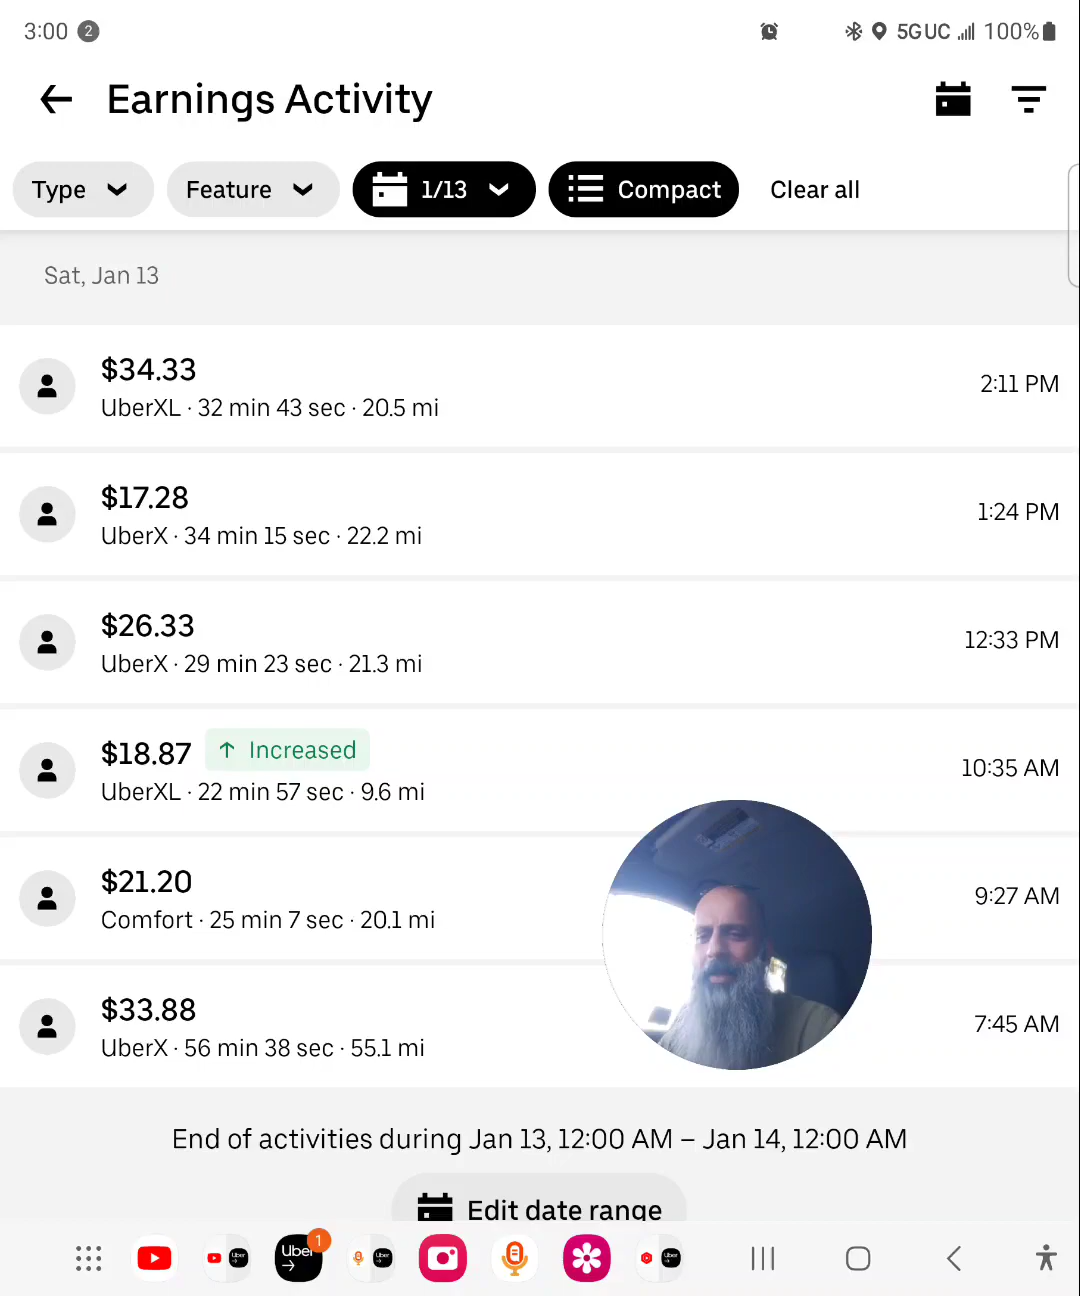 3:00 2 5G UC 100%
Earnings Activity
Type Feature 1/13 Compact Clear all
Sat, Jan 13
$34.33
UberXL · 32 min 43 sec · 20.5 mi
2:11 PM
$17.28
UberX · 34 min 15 sec · 22.2 mi
1:24 PM
$26.33
UberX · 29 min 23 sec · 21.3 mi
12:33 PM
$18.87 ↑ Increased
UberXL · 22 min 57 sec · 9.6 mi
10:35 AM
$21.20
Comfort · 25 min 7 sec · 20.1 mi
9:27 AM
$33.88
UberX · 56 min 38 sec · 55.1 mi
7:45 AM
End of activities during Jan 13, 12:00 AM – Jan 14, 12:00 AM
Edit date range
Uber 1
Uber
Uber
Uber